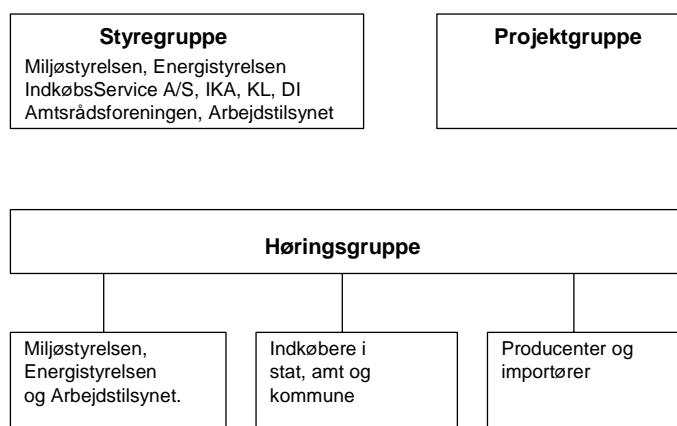 Styregruppe
Miljøstyrelsen, Energistyrelsen
IndkøbsService A/S, IKA, KL, DI
Amtsrådsforeningen, Arbejdstilsynet
Projektgruppe
Høringsgruppe
Miljøstyrelsen,
Energistyrelsen
og Arbejdstilsynet.
Indkøbere i
stat, amt og
kommune
Producenter og
importører